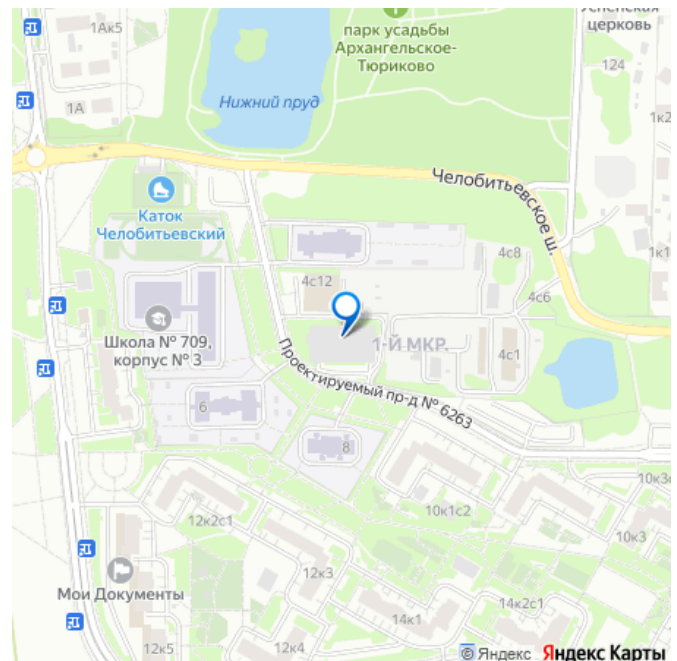 1Ак5
парк усадьбы
Архангельское-
Тюриково
Успенская
церковь
124
1А
Нижний пруд
1к2
Челобитьевское ш.
Каток
Челобитьевский
4с8
1к1
4с12
4с6
Школа № 709,
корпус № 3
1-Й МКР.
4с1
Проектируемый пр-д № 6263
6
8
10к3с
12к2с1
10к1с2
10к3
12к3
Мои Документы
14к2с1
14к1
12к5
12к4
© Яндекс Яндекс Карты